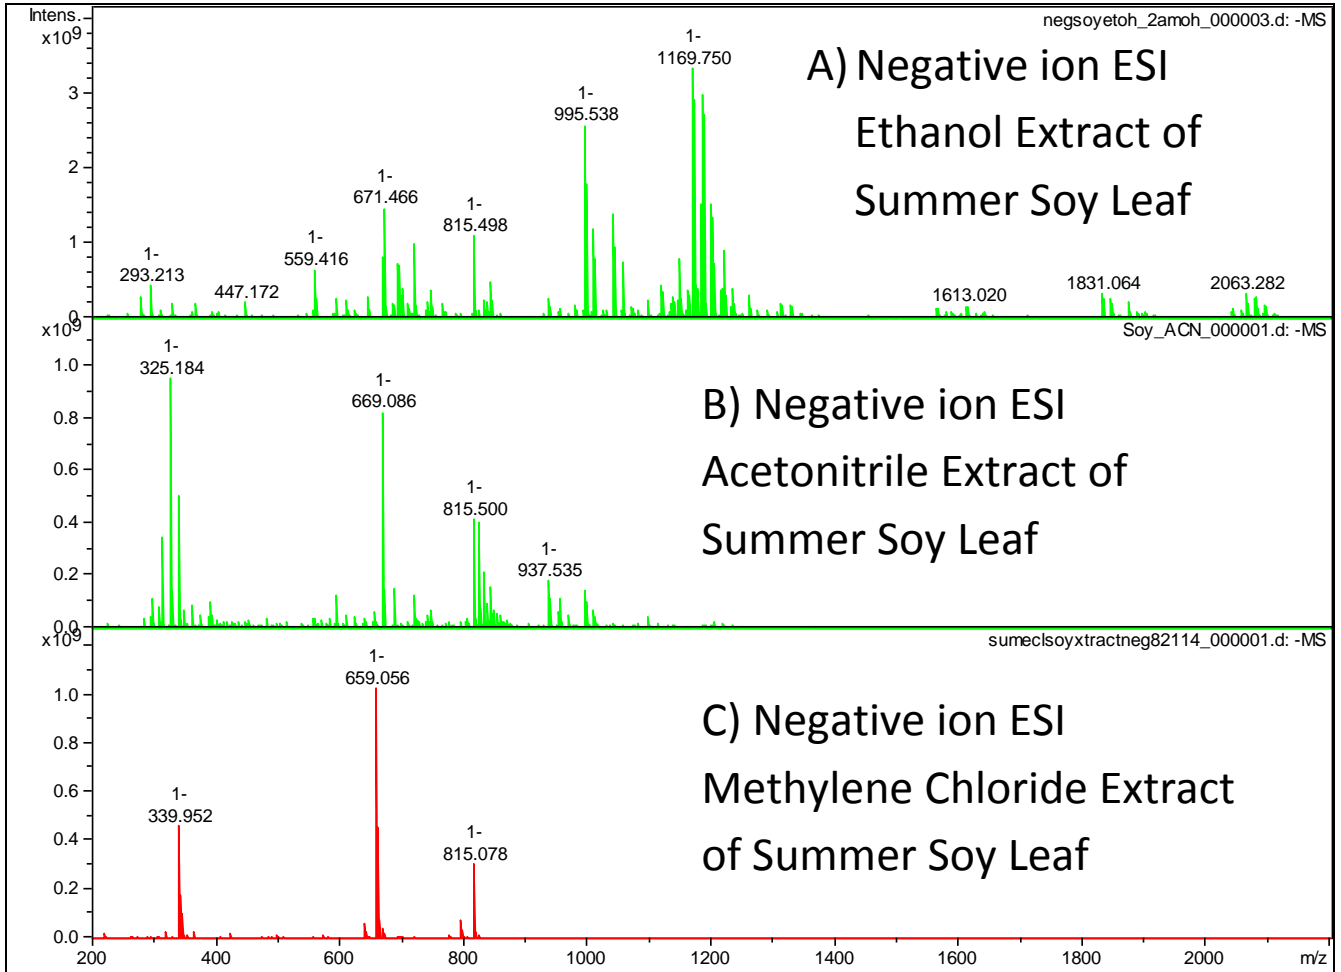 Intens.
x10⁹
negsoyetoh_2amoh_000003.d: -MS
1-
1169.750
A) Negative ion ESI
Ethanol Extract of
Summer Soy Leaf
3
1-
995.538
2
1-
671.466
1-
815.498
1
1-
559.416
1-
293.213
447.172
1613.020
1831.064
2063.282
0
x10⁹
Soy_ACN_000001.d: -MS
1-
325.184
1.0
1-
669.086
B) Negative ion ESI
Acetonitrile Extract of
Summer Soy Leaf
0.8
0.6
1-
815.500
0.4
1-
937.535
0.2
0.0
x10⁹
sumeclsoyxtractneg82114_000001.d: -MS
1-
659.056
1.0
C) Negative ion ESI
Methylene Chloride Extract
of Summer Soy Leaf
0.8
0.6
1-
339.952
0.4
1-
815.078
0.2
0.0
200 400 600 800 1000 1200 1400 1600 1800 2000 m/z